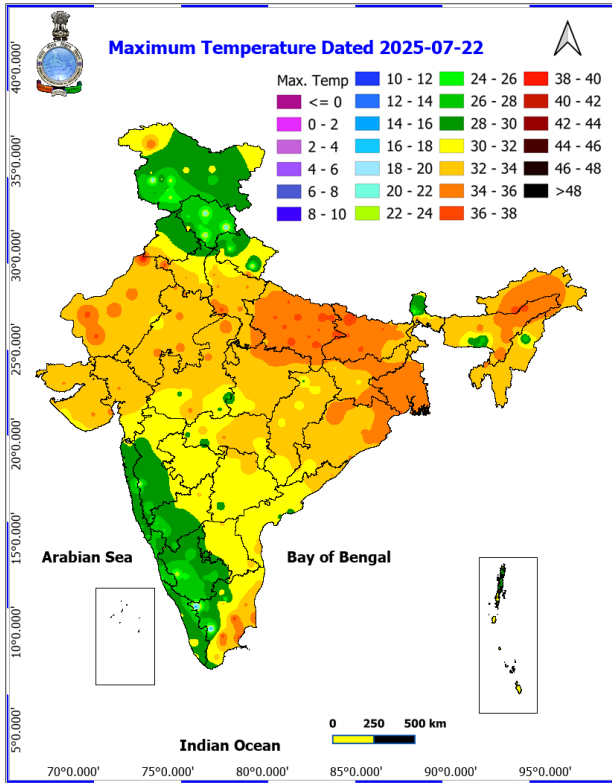 Maximum Temperature Dated 2025-07-22
Max. Temp
<= 0
0 - 2
2 - 4
4 - 6
6 - 8
8 - 10
10 - 12
12 - 14
14 - 16
16 - 18
18 - 20
20 - 22
22 - 24
24 - 26
26 - 28
28 - 30
30 - 32
32 - 34
34 - 36
36 - 38
38 - 40
40 - 42
42 - 44
44 - 46
46 - 48
>48
40°0.000'
35°0.000'
30°0.000'
25°0.000'
20°0.000'
15°0.000'
10°0.000'
5°0.000'
Arabian Sea
Bay of Bengal
Indian Ocean
0 250 500 km
70°0.000' 75°0.000' 80°0.000' 85°0.000' 90°0.000' 95°0.000'